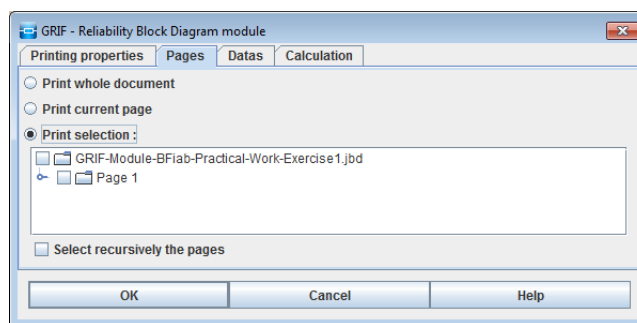 GRIF - Reliability Block Diagram module
Printing properties Pages Datas Calculation
Print whole document
Print current page
Print selection :
GRIF-Module-BFiab-Practical-Work-Exercise1.jbd
Page 1
Select recursively the pages
OK Cancel Help